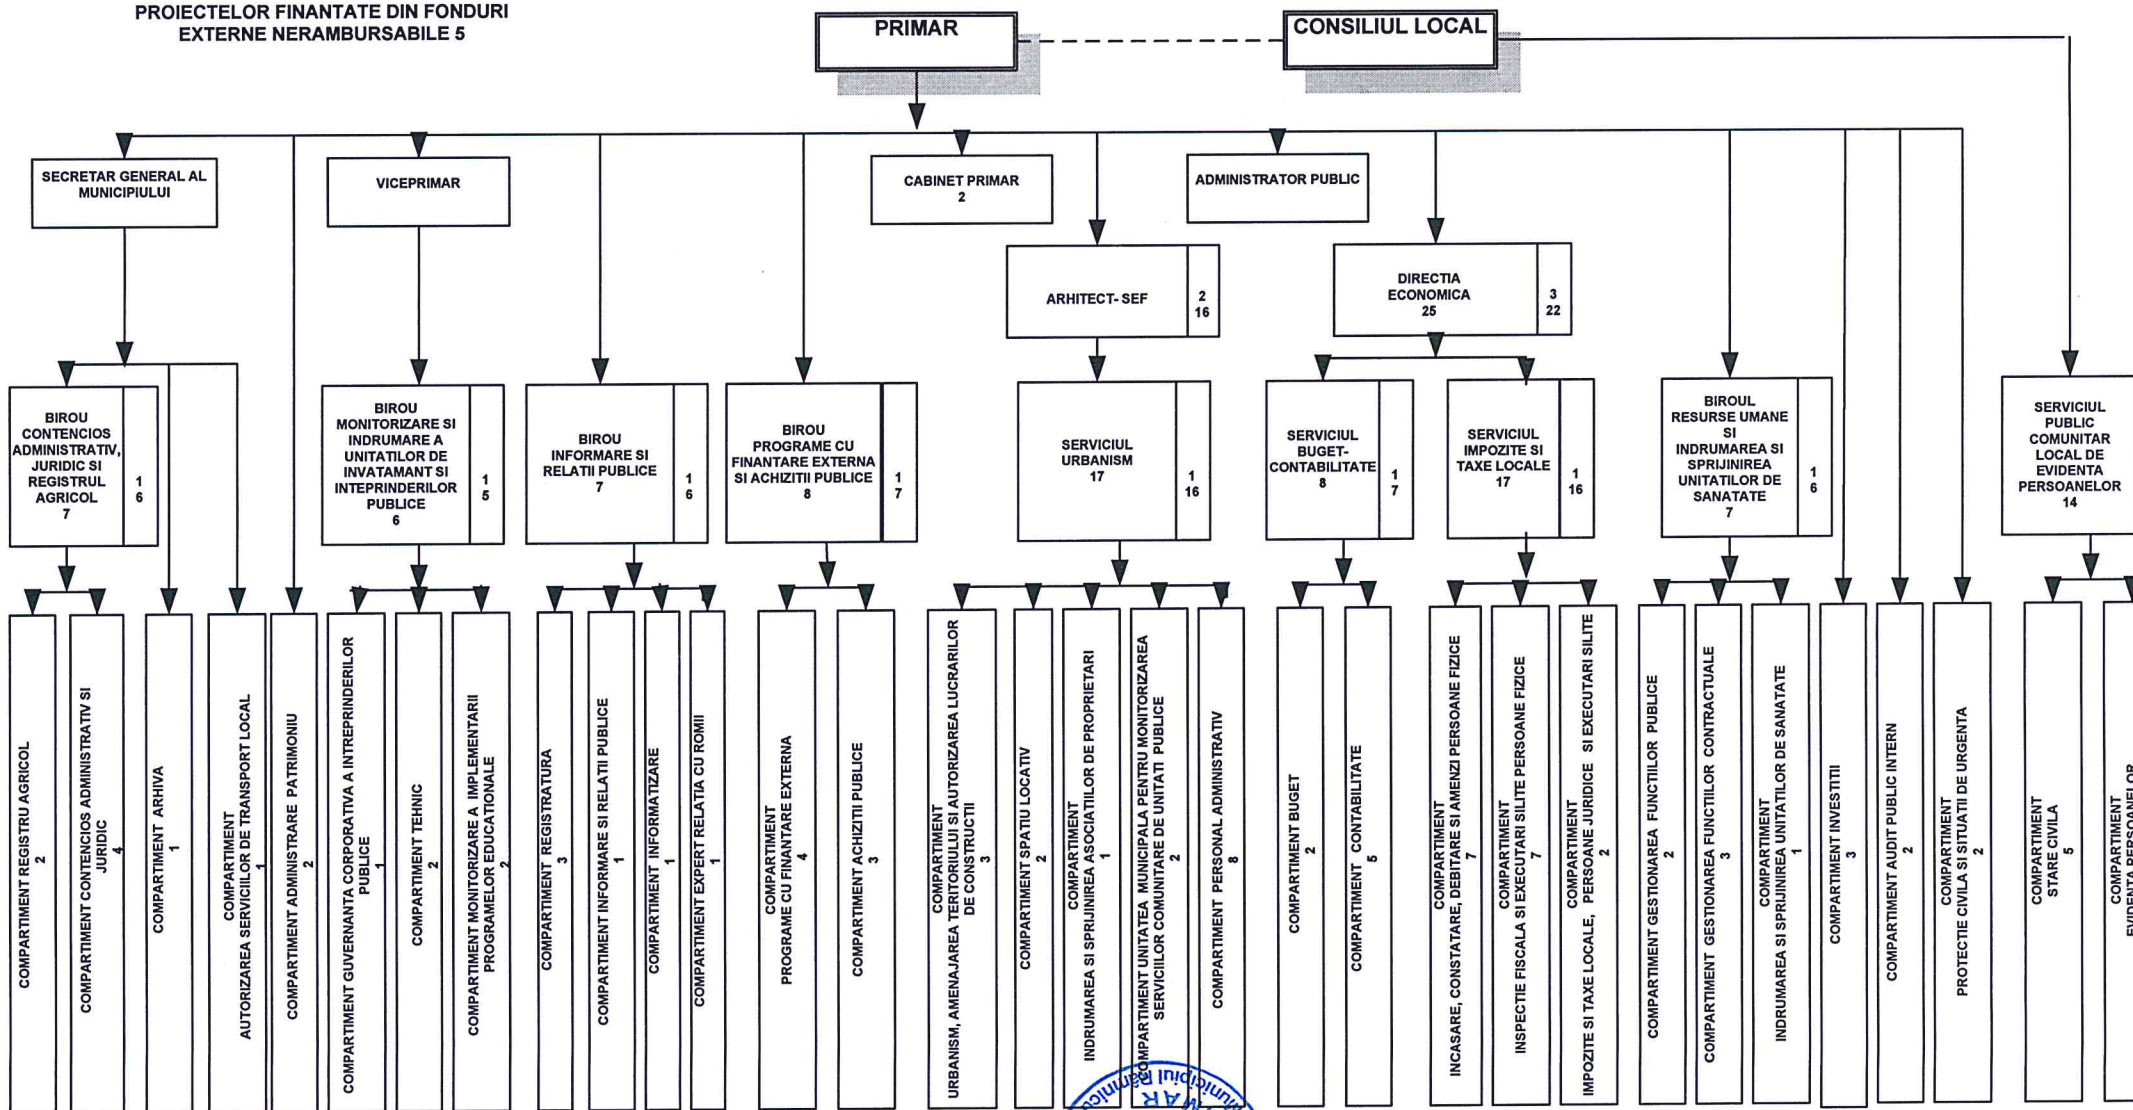 PROIECTELOR FINANTATE DIN FONDURI
EXTERNE NERAMBURSABILE 5
PRIMAR
CONSILIUL LOCAL
SECRETAR GENERAL AL
MUNICIPIULUI
VICEPRIMAR
CABINET PRIMAR
2
ADMINISTRATOR PUBLIC
ARHITECT- SEF
2
16
DIRECTIA
ECONOMICA
25
3
22
BIROU
CONTENCIOS
ADMINISTRATIV,
JURIDIC SI
REGISTRUL
AGRICOL
7
1
6
BIROU
MONITORIZARE SI
INDRUMARE A
UNITATILOR DE
INVATAMANT SI
INTEPRINDERILOR
PUBLICE
6
1
5
BIROU
INFORMARE SI
RELATII PUBLICE
7
1
6
BIROU
PROGRAME CU
FINANTARE EXTERNA
SI ACHIZITII PUBLICE
8
1
7
SERVICIUL
URBANISM
17
1
16
SERVICIUL
BUGET-
CONTABILITATE
8
1
7
SERVICIUL
IMPOZITE SI
TAXE LOCALE
17
1
16
BIROUL
RESURSE UMANE
SI
INDRUMAREA SI
SPRIJINIREA
UNITATILOR DE
SANATATE
7
1
6
SERVICIUL
PUBLIC
COMUNITAR
LOCAL DE
EVIDENTA
PERSOANELOR
14
COMPARTIMENT REGISTRU AGRICOL
2
COMPARTIMENT CONTENCIOS ADMINISTRATIV SI
JURIDIC
4
COMPARTIMENT ARHIVA
1
COMPARTIMENT
AUTORIZAREA SERVICIILOR DE TRANSPORT LOCAL
1
COMPARTIMENT ADMINISTRARE PATRIMONIU
2
COMPARTIMENT GUVERNANTA CORPORATIVA A INTREPRINDERILOR
PUBLICE
1
COMPARTIMENT TEHNIC
2
COMPARTIMENT MONITORIZARE A IMPLEMENTARII
PROGRAMELOR EDUCATIONALE
2
COMPARTIMENT REGISTRATURA
3
COMPARTIMENT INFORMARE SI RELATII PUBLICE
1
COMPARTIMENT INFORMATIZARE
1
COMPARTIMENT EXPERT RELATIA CU ROMII
1
COMPARTIMENT
PROGRAME CU FINANTARE EXTERNA
4
COMPARTIMENT ACHIZITII PUBLICE
3
COMPARTIMENT
URBANISM, AMENAJAREA TERITORIULUI SI AUTORIZAREA LUCRARILOR
DE CONSTRUCTII
3
COMPARTIMENT SPATIU LOCATIV
2
COMPARTIMENT
INDRUMAREA SI SPRIJINIREA ASOCIATIILOR DE PROPRIETARI
1
COMPARTIMENT UNITATEA MUNICIPALA PENTRU MONITORIZAREA
SERVICIILOR COMUNITARE DE UNITATI PUBLICE
2
COMPARTIMENT PERSONAL ADMINISTRATIV
8
COMPARTIMENT BUGET
2
COMPARTIMENT CONTABILITATE
5
COMPARTIMENT
INCASARE, CONSTATARE, DEBITARE SI AMENZI PERSOANE FIZICE
7
COMPARTIMENT
INSPECTIE FISCALA SI EXECUTARI SILITE PERSOANE FIZICE
7
COMPARTIMENT
IMPOZITE SI TAXE LOCALE, PERSOANE JURIDICE SI EXECUTARI SILITE
2
COMPARTIMENT GESTIONAREA FUNCTIILOR PUBLICE
2
COMPARTIMENT GESTIONAREA FUNCTIILOR CONTRACTUALE
3
COMPARTIMENT
INDRUMAREA SI SPRIJINIREA UNITATILOR DE SANATATE
1
COMPARTIMENT INVESTITII
3
COMPARTIMENT AUDIT PUBLIC INTERN
2
COMPARTIMENT
PROTECTIE CIVILA SI SITUATII DE URGENTA
2
COMPARTIMENT
STARE CIVILA
5
COMPARTIMENT
EVIDENTA PERSOANELOR
Municipiul